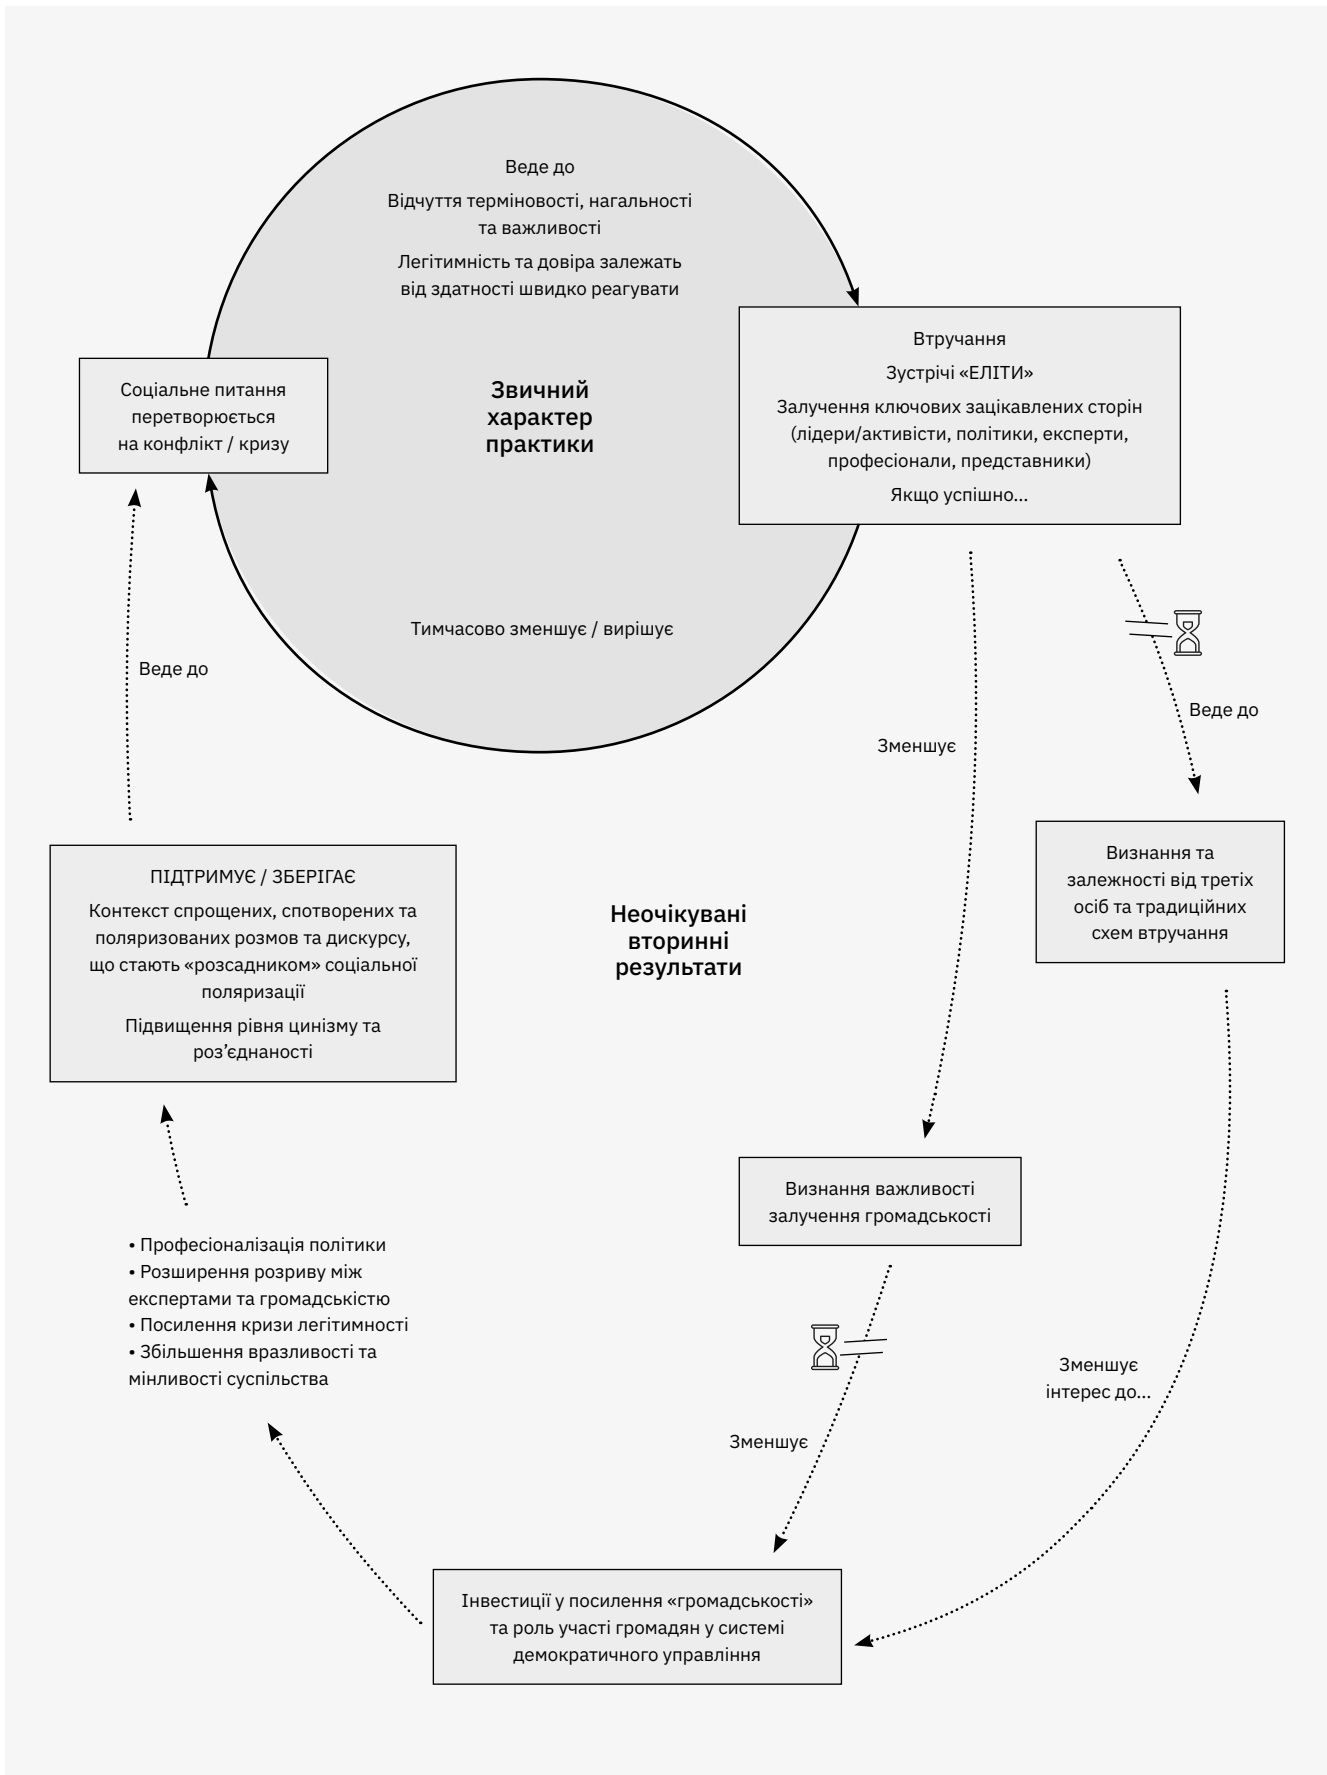 Веде до
Відчуття терміновості, нагальності
та важливості
Легітимність та довіра залежать
від здатності швидко реагувати
Соціальне питання
перетворюється
на конфлікт / кризу
Звичний
характер
практики
Втручання
Зустрічі «ЕЛІТИ»
Залучення ключових зацікавлених сторін
(лідери/активісти, політики, експерти,
професіонали, представники)
Якщо успішно...
Тимчасово зменшує / вирішує
Веде до
Зменшує
Веде до
Визнання та
залежності від третіх
осіб та традиційних
схем втручання
ПІДТРИМУЄ / ЗБЕРІГАЄ
Контекст спрощених, спотворених та
поляризованих розмов та дискурсу,
що стають «розсадником» соціальної
поляризації
Підвищення рівня цинізму та
роз’єднаності
Неочікувані
вторинні
результати
Визнання важливості
залучення громадськості
• Професіоналізація політики
• Розширення розриву між
експертами та громадськістю
• Посилення кризи легітимності
• Збільшення вразливості та
мінливості суспільства
Зменшує
інтерес до...
Зменшує
Інвестиції у посилення «громадськості»
та роль участі громадян у системі
демократичного управління